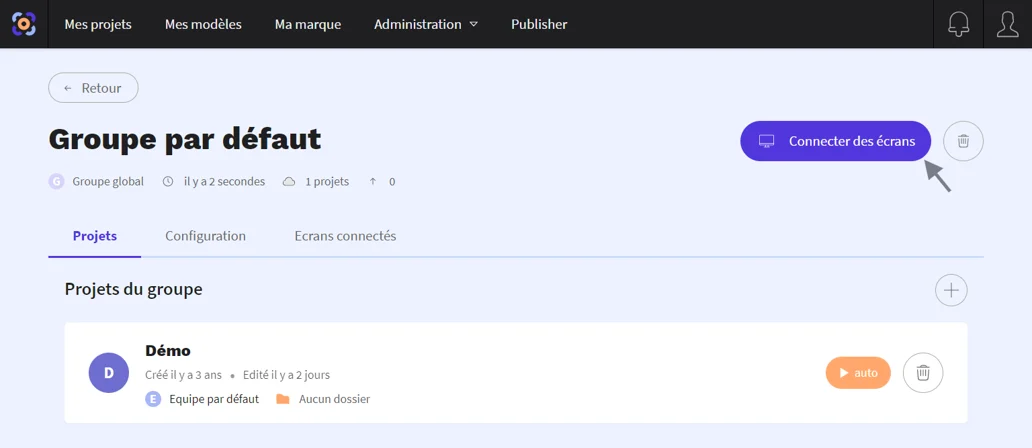 Mes projets Mes modèles Ma marque Administration Publisher
← Retour
Groupe par défaut
Connecter des écrans
G Groupe global il y a 2 secondes 1 projets ↑ 0
Projets Configuration Ecrans connectés
Projets du groupe
D
Démo
Créé il y a 3 ans • Edité il y a 2 jours
E Equipe par défaut Aucun dossier
auto